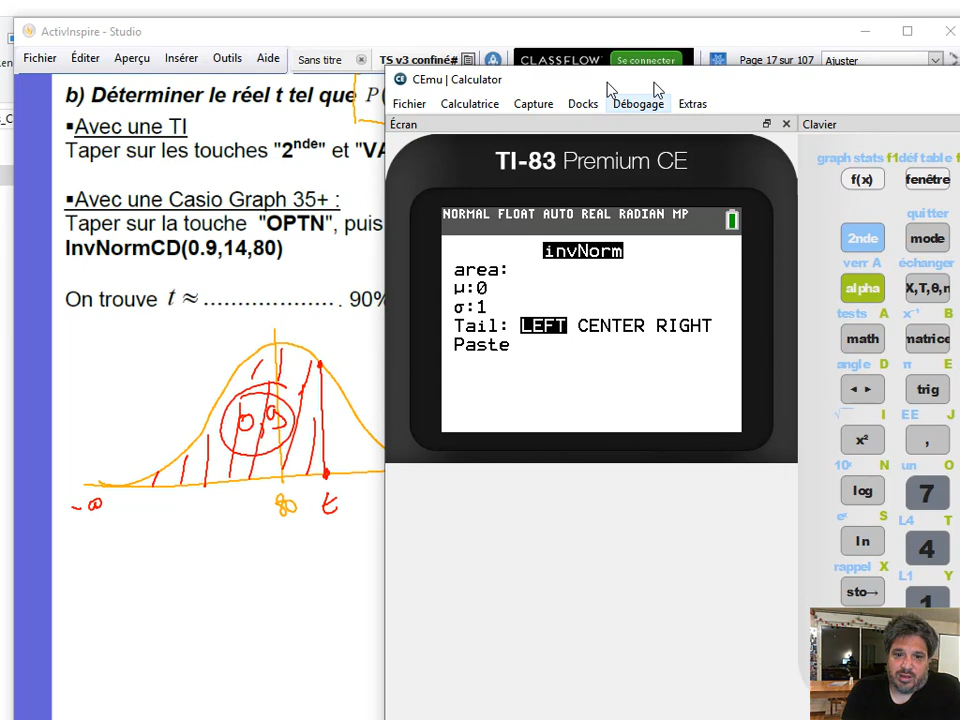 ActivInspire - Studio
Fichier Éditer Aperçu Insérer Outils Aide
Sans titre
TS v3 confiné#
CLASSFLOW
Se connecter
Page 17 sur 107
Ajuster
CE CEmu | Calculator
Fichier Calculatrice Capture Docks Débogage Extras
Écran
Clavier
b) Déterminer le réel t tel que P(
▪Avec une TI
Taper sur les touches "2nde" et "VA
▪Avec une Casio Graph 35+ :
Taper sur la touche "OPTN", puis
InvNormCD(0.9,14,80)
On trouve t ≈ .................... . 90%
0,9
-∞ 80 t
TI-83 Premium CE
NORMAL FLOAT AUTO REAL RADIAN MP
invNorm
area:
μ:0
σ:1
Tail: LEFT CENTER RIGHT
Paste
graph stats f1 déf table f
f(x) fenêtre
quitter
2nde mode
verr A échanger
alpha X,T,θ,n
tests A x⁻¹ B
math matrice
angle D π E
◄ ► trig
√ I EE J
x² ,
10ˣ N un O
log 7
eˣ S L4 T
ln 4
rappel X L1 Y
sto→ 1